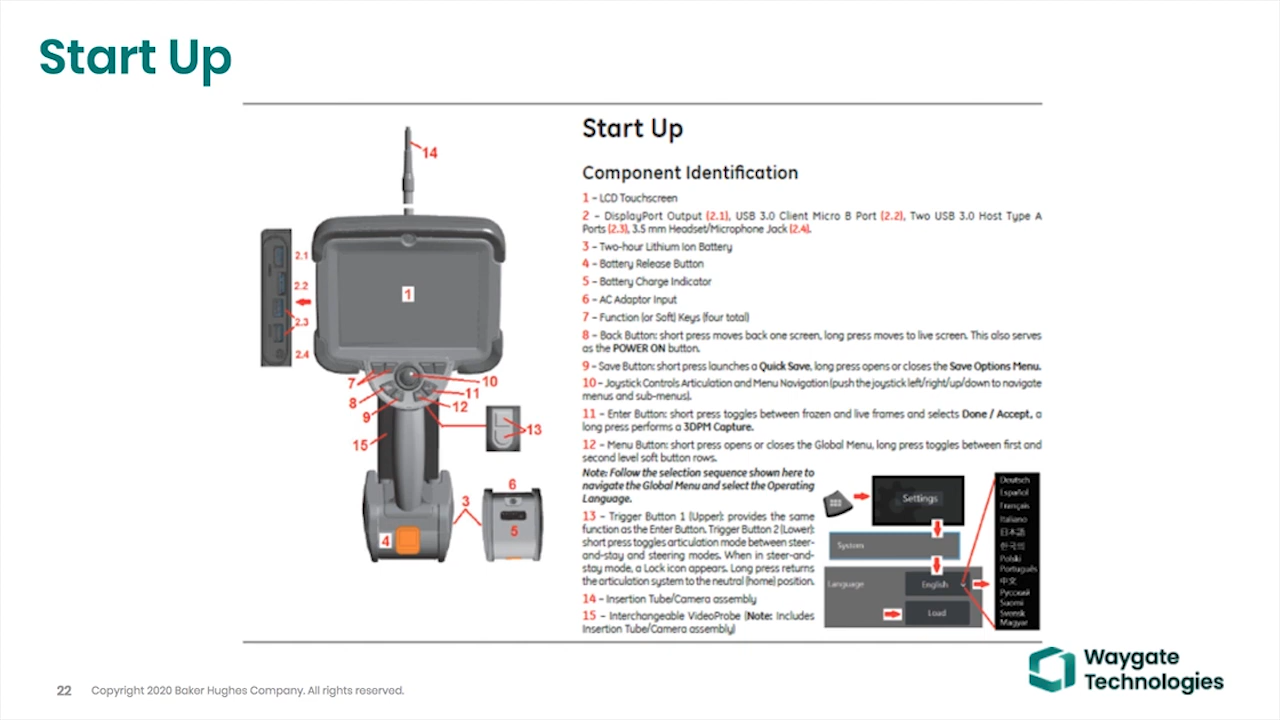 Start Up
14
2.1
2.2
2.3
2.4
1
7
8
9
10
11
12
13
15
6
3
5
4
Start Up
Component Identification
1 – LCD Touchscreen
2 – DisplayPort Output (2.1), USB 3.0 Client Micro B Port (2.2), Two USB 3.0 Host Type A
Ports (2.3), 3.5 mm Headset/Microphone Jack (2.4).
3 – Two-hour Lithium Ion Battery
4 – Battery Release Button
5 – Battery Charge Indicator
6 – AC Adaptor Input
7 – Function (or Soft) Keys (four total)
8 – Back Button: short press moves back one screen, long press moves to live screen. This also serves
as the POWER ON button.
9 – Save Button: short press launches a Quick Save, long press opens or closes the Save Options Menu.
10 – Joystick Controls Articulation and Menu Navigation (push the joystick left/right/up/down to navigate
menus and sub-menus).
11 – Enter Button: short press toggles between frozen and live frames and selects Done / Accept, a
long press performs a 3DPM Capture.
12 – Menu Button: short press opens or closes the Global Menu, long press toggles between first and
second level soft button rows.
Note: Follow the selection sequence shown here to
navigate the Global Menu and select the Operating
Language.
13 – Trigger Button 1 (Upper): provides the same
function as the Enter Button. Trigger Button 2 (Lower):
short press toggles articulation mode between steer-
and-stay and steering modes. When in steer-and-
stay mode, a Lock icon appears. Long press returns
the articulation system to the neutral (home) position.
14 – Insertion Tube/Camera assembly
15 – Interchangeable VideoProbe (Note: Includes
Insertion Tube/Camera assembly)
Settings
System
Language
English
Load
Deutsch
Español
Français
Italiano
日本語
한국의
Polski
Português
中文
Русский
Suomi
Svensk
Magyar
Waygate
Technologies
22 Copyright 2020 Baker Hughes Company. All rights reserved.